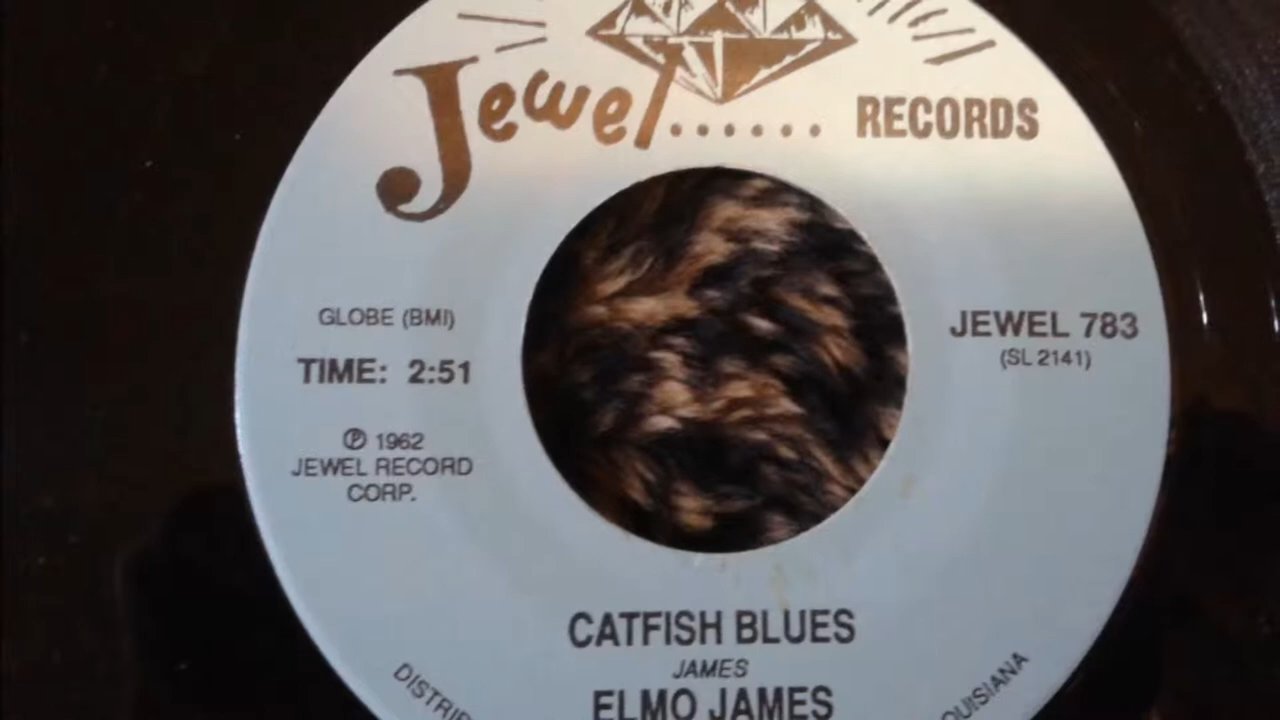 Jewel...... RECORDS
GLOBE (BMI)
TIME: 2:51
℗ 1962
JEWEL RECORD
CORP.
JEWEL 783
(SL 2141)
CATFISH BLUES
JAMES
ELMO JAMES